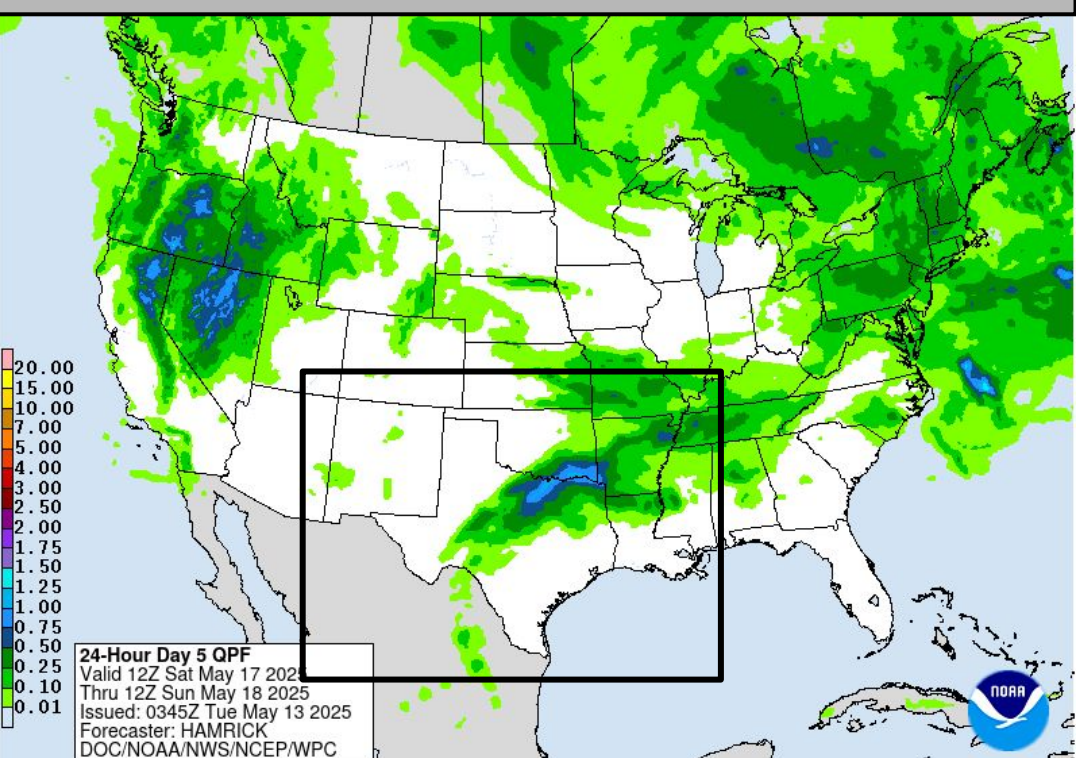 20.00
15.00
10.00
7.00
5.00
4.00
3.00
2.50
2.00
1.75
1.50
1.25
1.00
0.75
0.50
0.25
0.10
0.01
24-Hour Day 5 QPF
Valid 12Z Sat May 17 2025
Thru 12Z Sun May 18 2025
Issued: 0345Z Tue May 13 2025
Forecaster: HAMRICK
DOC/NOAA/NWS/NCEP/WPC
NOAA